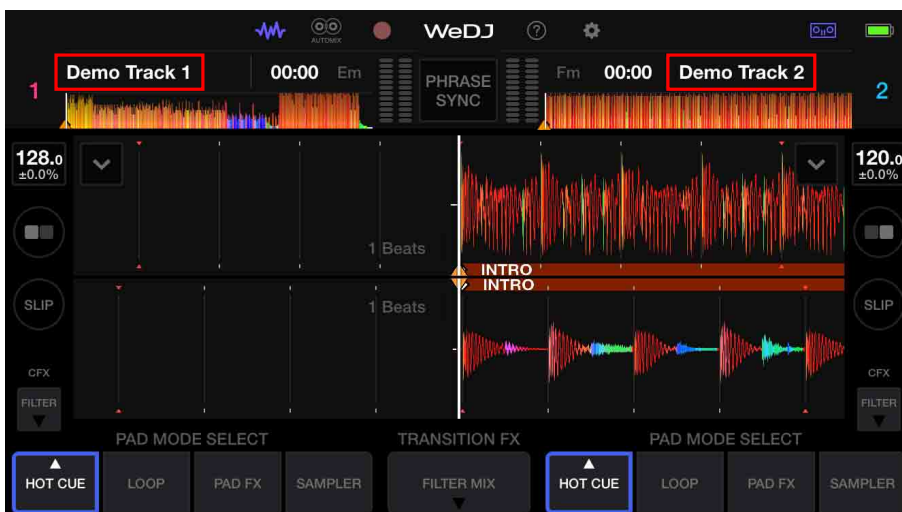 AUTOMIX WeDJ ?
1 Demo Track 1 00:00 Em PHRASE SYNC Fm 00:00 Demo Track 2 2
128.0
±0.0%
120.0
±0.0%
1 Beats
INTRO
INTRO
1 Beats
SLIP
SLIP
CFX
CFX
FILTER
FILTER
PAD MODE SELECT TRANSITION FX PAD MODE SELECT
HOT CUE LOOP PAD FX SAMPLER FILTER MIX HOT CUE LOOP PAD FX SAMPLER